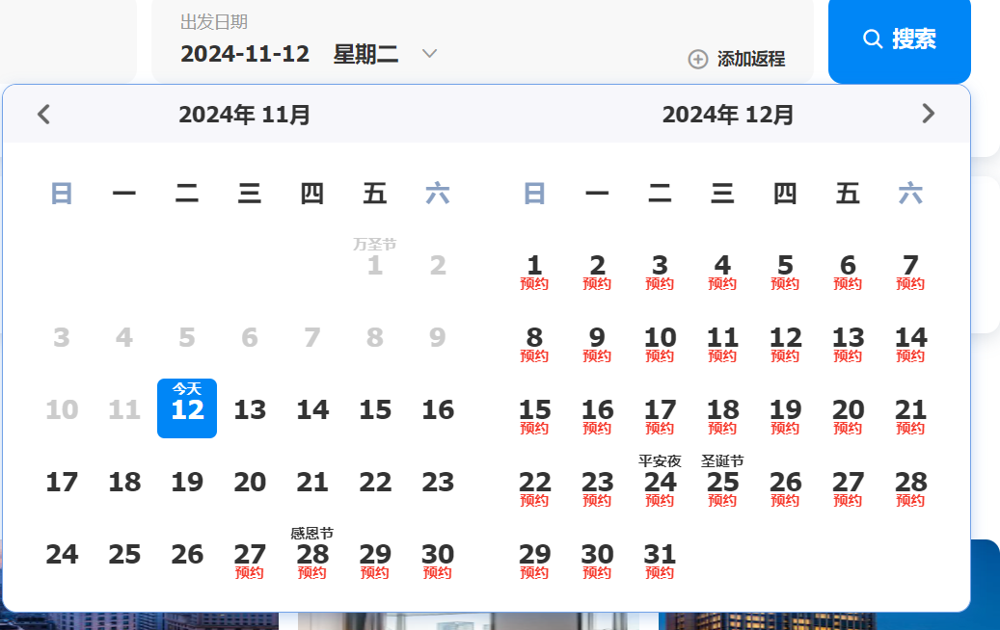 出发日期
2024-11-12 星期二
添加返程
搜索
2024年 11月 2024年 12月
日 一 二 三 四 五 六 日 一 二 三 四 五 六
万圣节
1 2 1 2 3 4 5 6 7
预约 预约 预约 预约 预约 预约 预约
3 4 5 6 7 8 9 8 9 10 11 12 13 14
预约 预约 预约 预约 预约 预约 预约
今天
10 11 12 13 14 15 16 15 16 17 18 19 20 21
预约 预约 预约 预约 预约 预约 预约
平安夜 圣诞节
17 18 19 20 21 22 23 22 23 24 25 26 27 28
预约 预约 预约 预约 预约 预约 预约
感恩节
24 25 26 27 28 29 30 29 30 31
预约 预约 预约 预约 预约 预约 预约